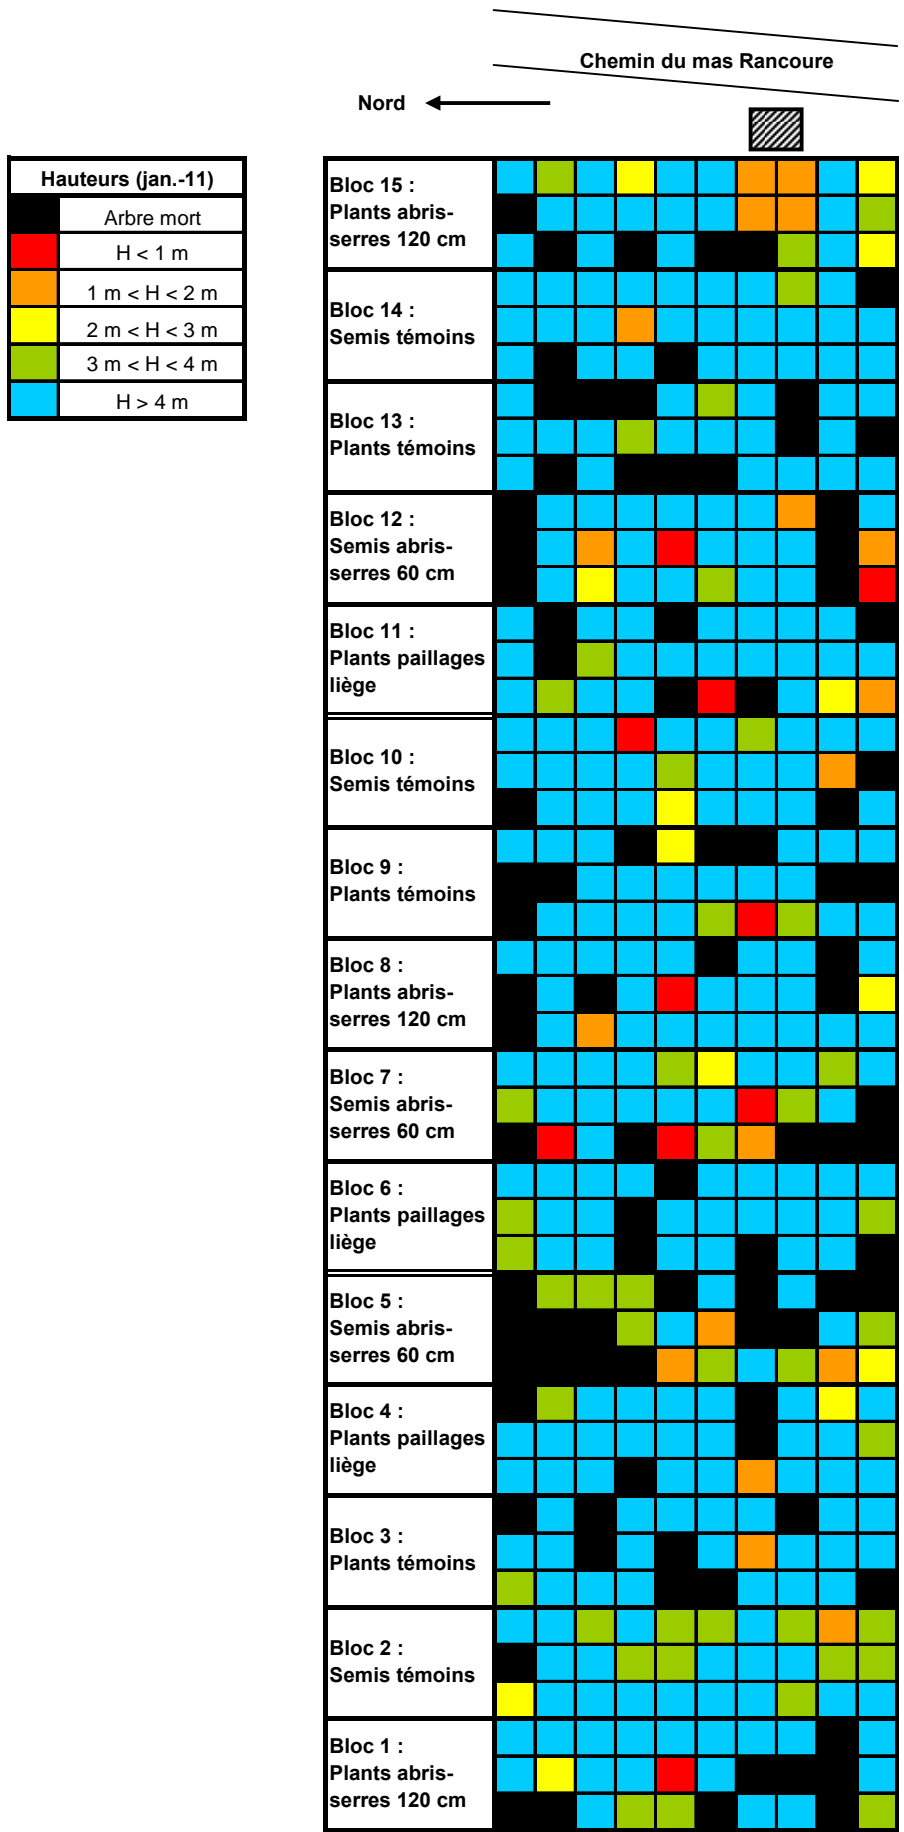 Chemin du mas Rancoure
Nord
Hauteurs (jan.-11)
Arbre mort
H < 1 m
1 m < H < 2 m
2 m < H < 3 m
3 m < H < 4 m
H > 4 m
Bloc 15 :
Plants abris-
serres 120 cm
Bloc 14 :
Semis témoins
Bloc 13 :
Plants témoins
Bloc 12 :
Semis abris-
serres 60 cm
Bloc 11 :
Plants paillages
liège
Bloc 10 :
Semis témoins
Bloc 9 :
Plants témoins
Bloc 8 :
Plants abris-
serres 120 cm
Bloc 7 :
Semis abris-
serres 60 cm
Bloc 6 :
Plants paillages
liège
Bloc 5 :
Semis abris-
serres 60 cm
Bloc 4 :
Plants paillages
liège
Bloc 3 :
Plants témoins
Bloc 2 :
Semis témoins
Bloc 1 :
Plants abris-
serres 120 cm